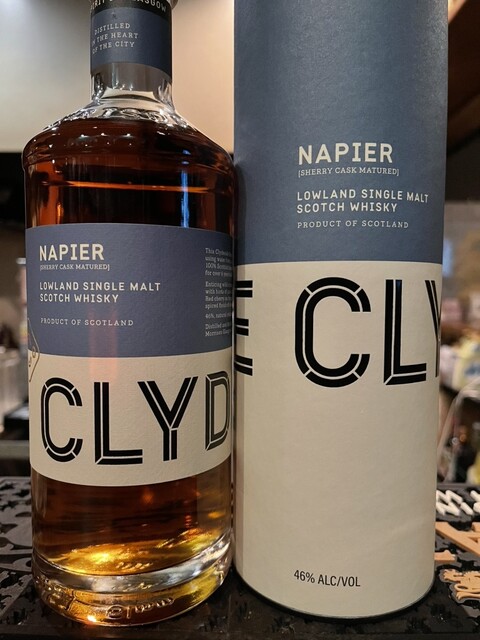 DISTILLED
IN THE HEART
OF THE CITY
NAPIER
[SHERRY CASK MATURED]
LOWLAND SINGLE MALT
SCOTCH WHISKY
PRODUCT OF SCOTLAND
CLYD
NAPIER
[SHERRY CASK MATURED]
LOWLAND SINGLE MALT
SCOTCH WHISKY
PRODUCT OF SCOTLAND
E CLY
46% ALC/VOL